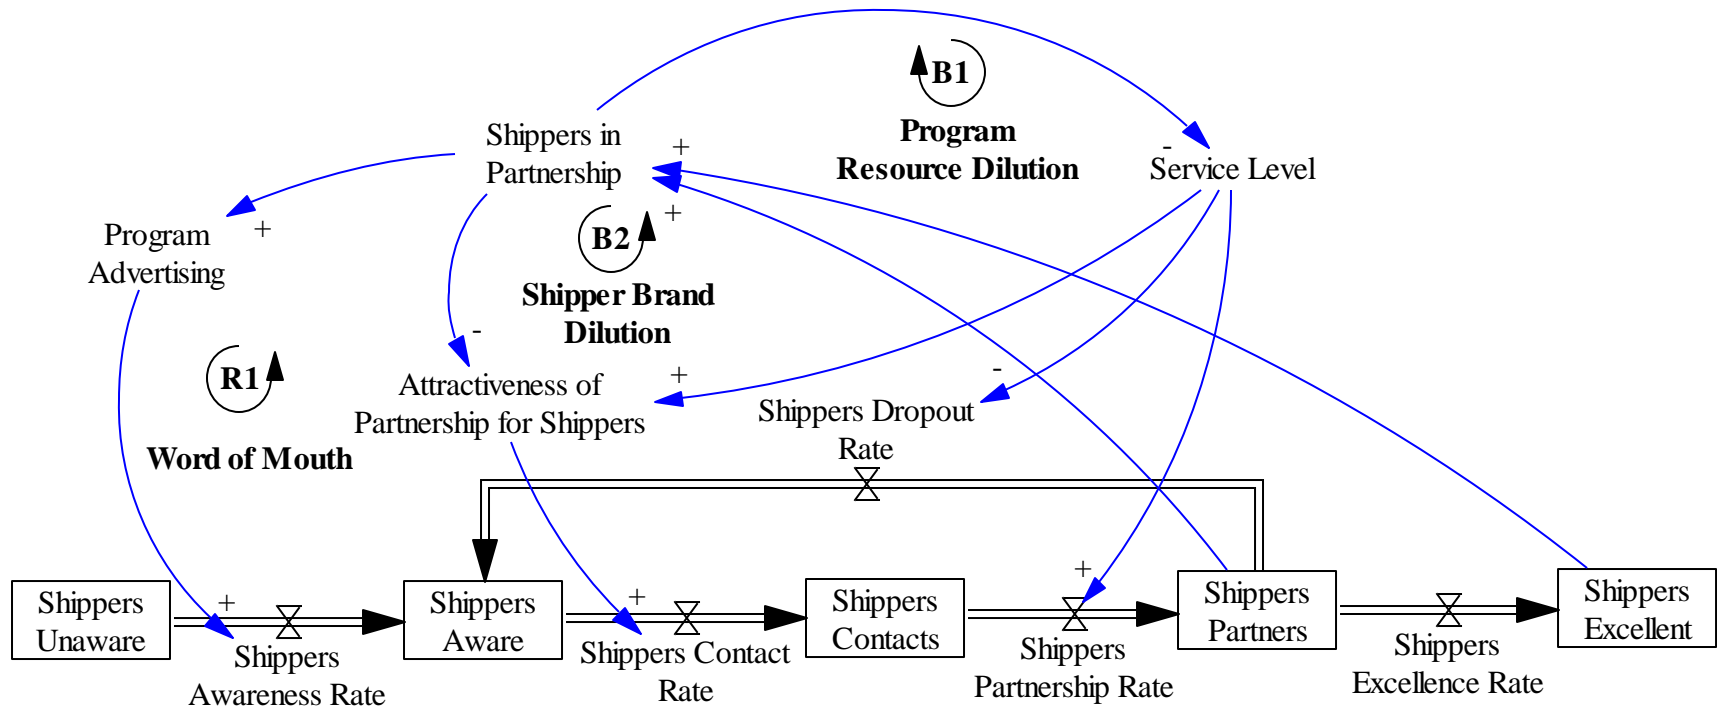 B1
Program
Resource Dilution
+
-
Shippers in
Partnership
Service Level
+
+
B2
Program
Advertising
Shipper Brand
Dilution
-
R1
Word of Mouth
Attractiveness of
Partnership for Shippers
+
-
Shippers Dropout
Rate
+
+
+
Shippers
Unaware
Shippers
Aware
Shippers
Contacts
Shippers
Partners
Shippers
Excellent
Shippers
Awareness Rate
Shippers Contact
Rate
Shippers
Partnership Rate
Shippers
Excellence Rate